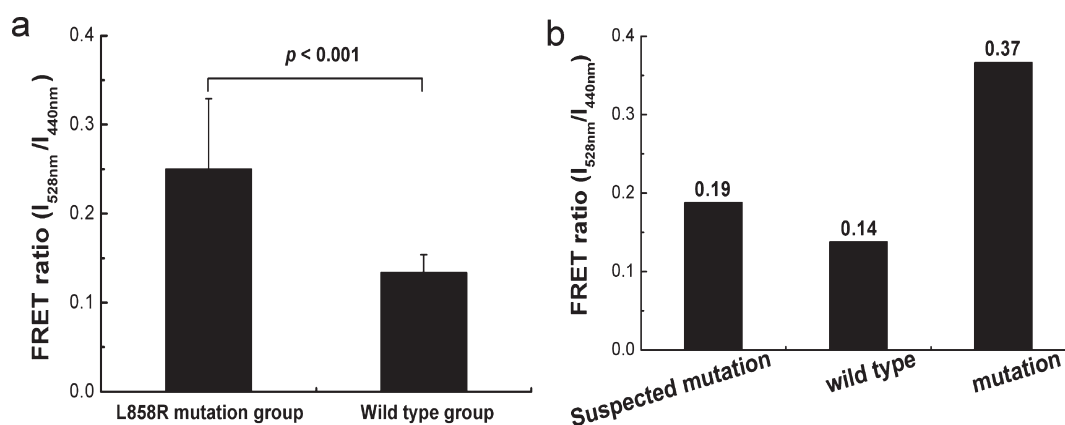 a
FRET ratio (I528nm/I440nm)
0.4
0.3
0.2
0.1
0.0
p < 0.001
L858R mutation group
Wild type group
b
FRET ratio (I528nm/I440nm)
0.4
0.3
0.2
0.1
0.0
0.19
0.14
0.37
Suspected mutation
wild type
mutation